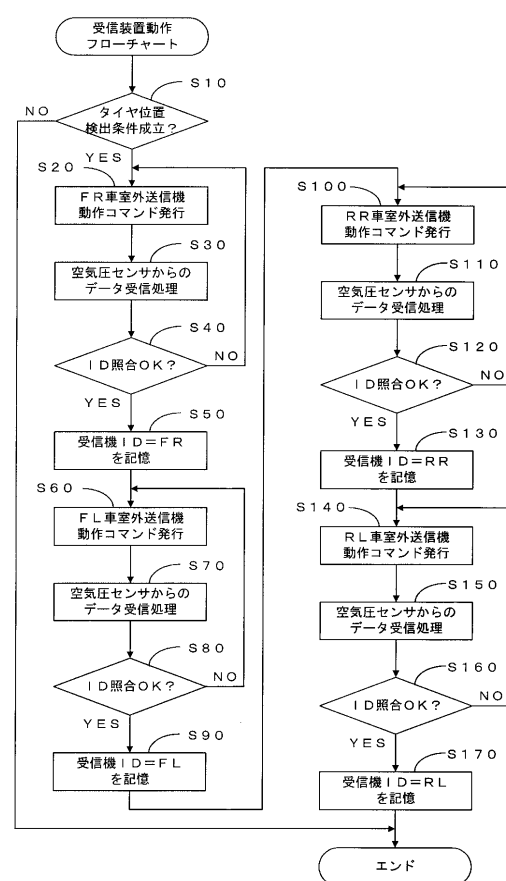 受信装置動作
フローチャート
S10
NO
タイヤ位置
検出条件成立?
YES
S20
FR車室外送信機
動作コマンド発行
S30
空気圧センサからの
データ受信処理
S40
ID照合OK?
NO
YES
S50
受信機ID=FR
を記憶
S60
FL車室外送信機
動作コマンド発行
S70
空気圧センサからの
データ受信処理
S80
ID照合OK?
NO
YES
S90
受信機ID=FL
を記憶
S100
RR車室外送信機
動作コマンド発行
S110
空気圧センサからの
データ受信処理
S120
ID照合OK?
NO
YES
S130
受信機ID=RR
を記憶
S140
RL車室外送信機
動作コマンド発行
S150
空気圧センサからの
データ受信処理
S160
ID照合OK?
NO
YES
S170
受信機ID=RL
を記憶
エンド